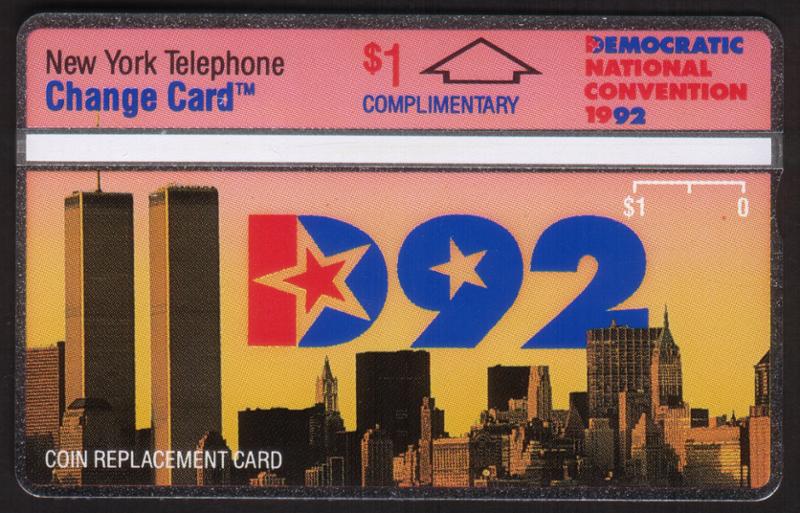 New York Telephone
Change Card™
$1
COMPLIMENTARY
DEMOCRATIC
NATIONAL
CONVENTION
1992
$1 0
D92
COIN REPLACEMENT CARD